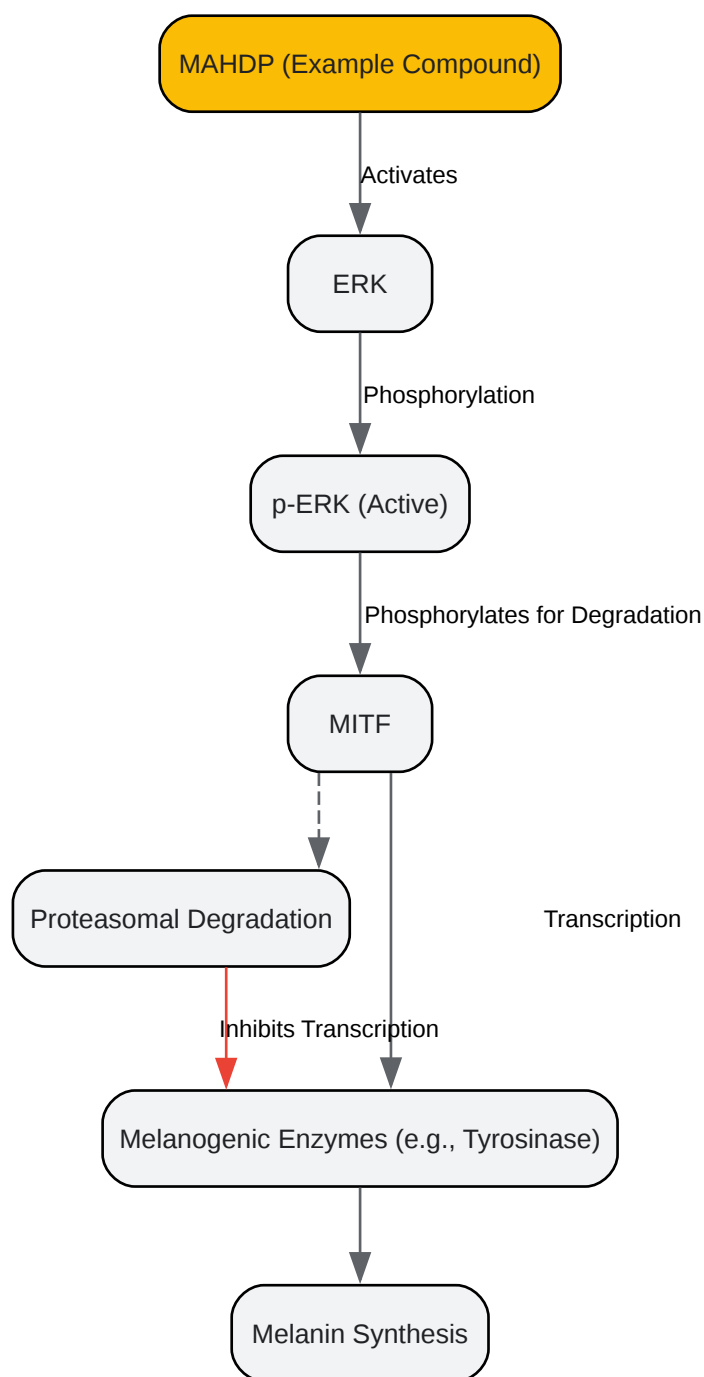 MAHDP (Example Compound)
Activates
ERK
Phosphorylation
p-ERK (Active)
Phosphorylates for Degradation
MITF
Proteasomal Degradation
Transcription
Inhibits Transcription
Melanogenic Enzymes (e.g., Tyrosinase)
Melanin Synthesis